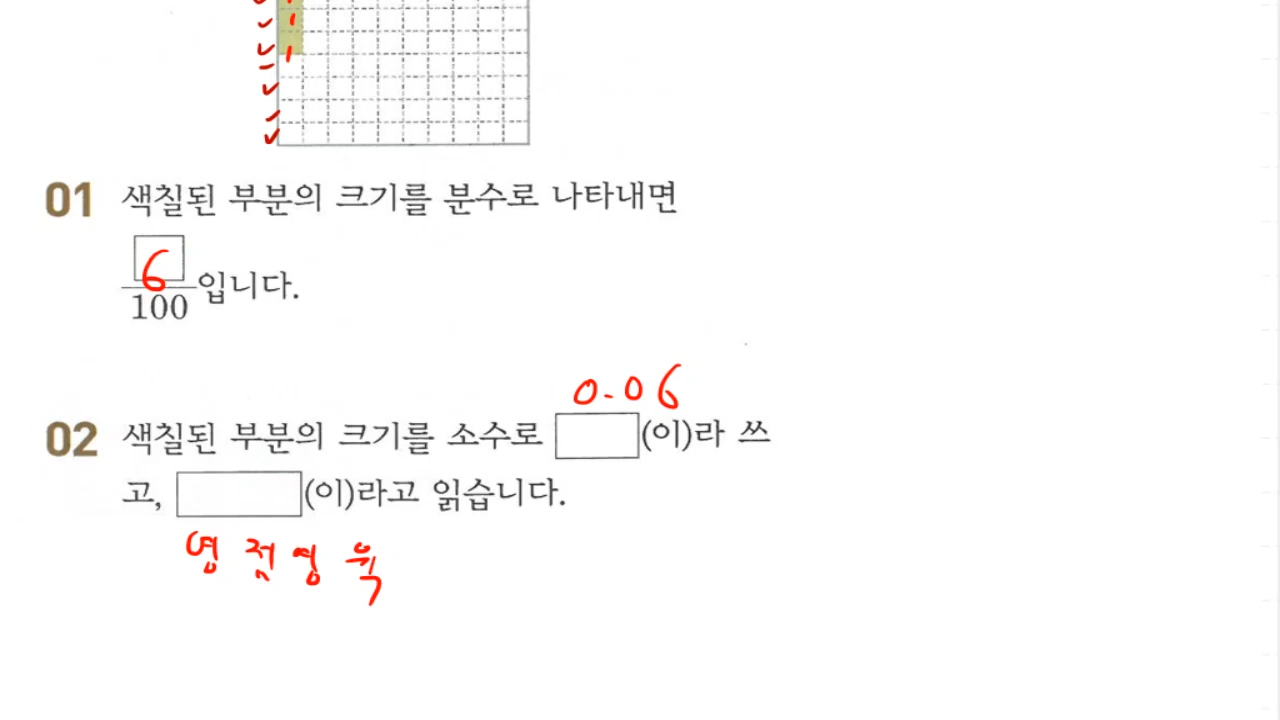 01 색칠된 부분의 크기를 분수로 나타내면
6
100 입니다.
0.06
02 색칠된 부분의 크기를 소수로 (이)라 쓰
고, (이)라고 읽습니다.
영 점 영 육